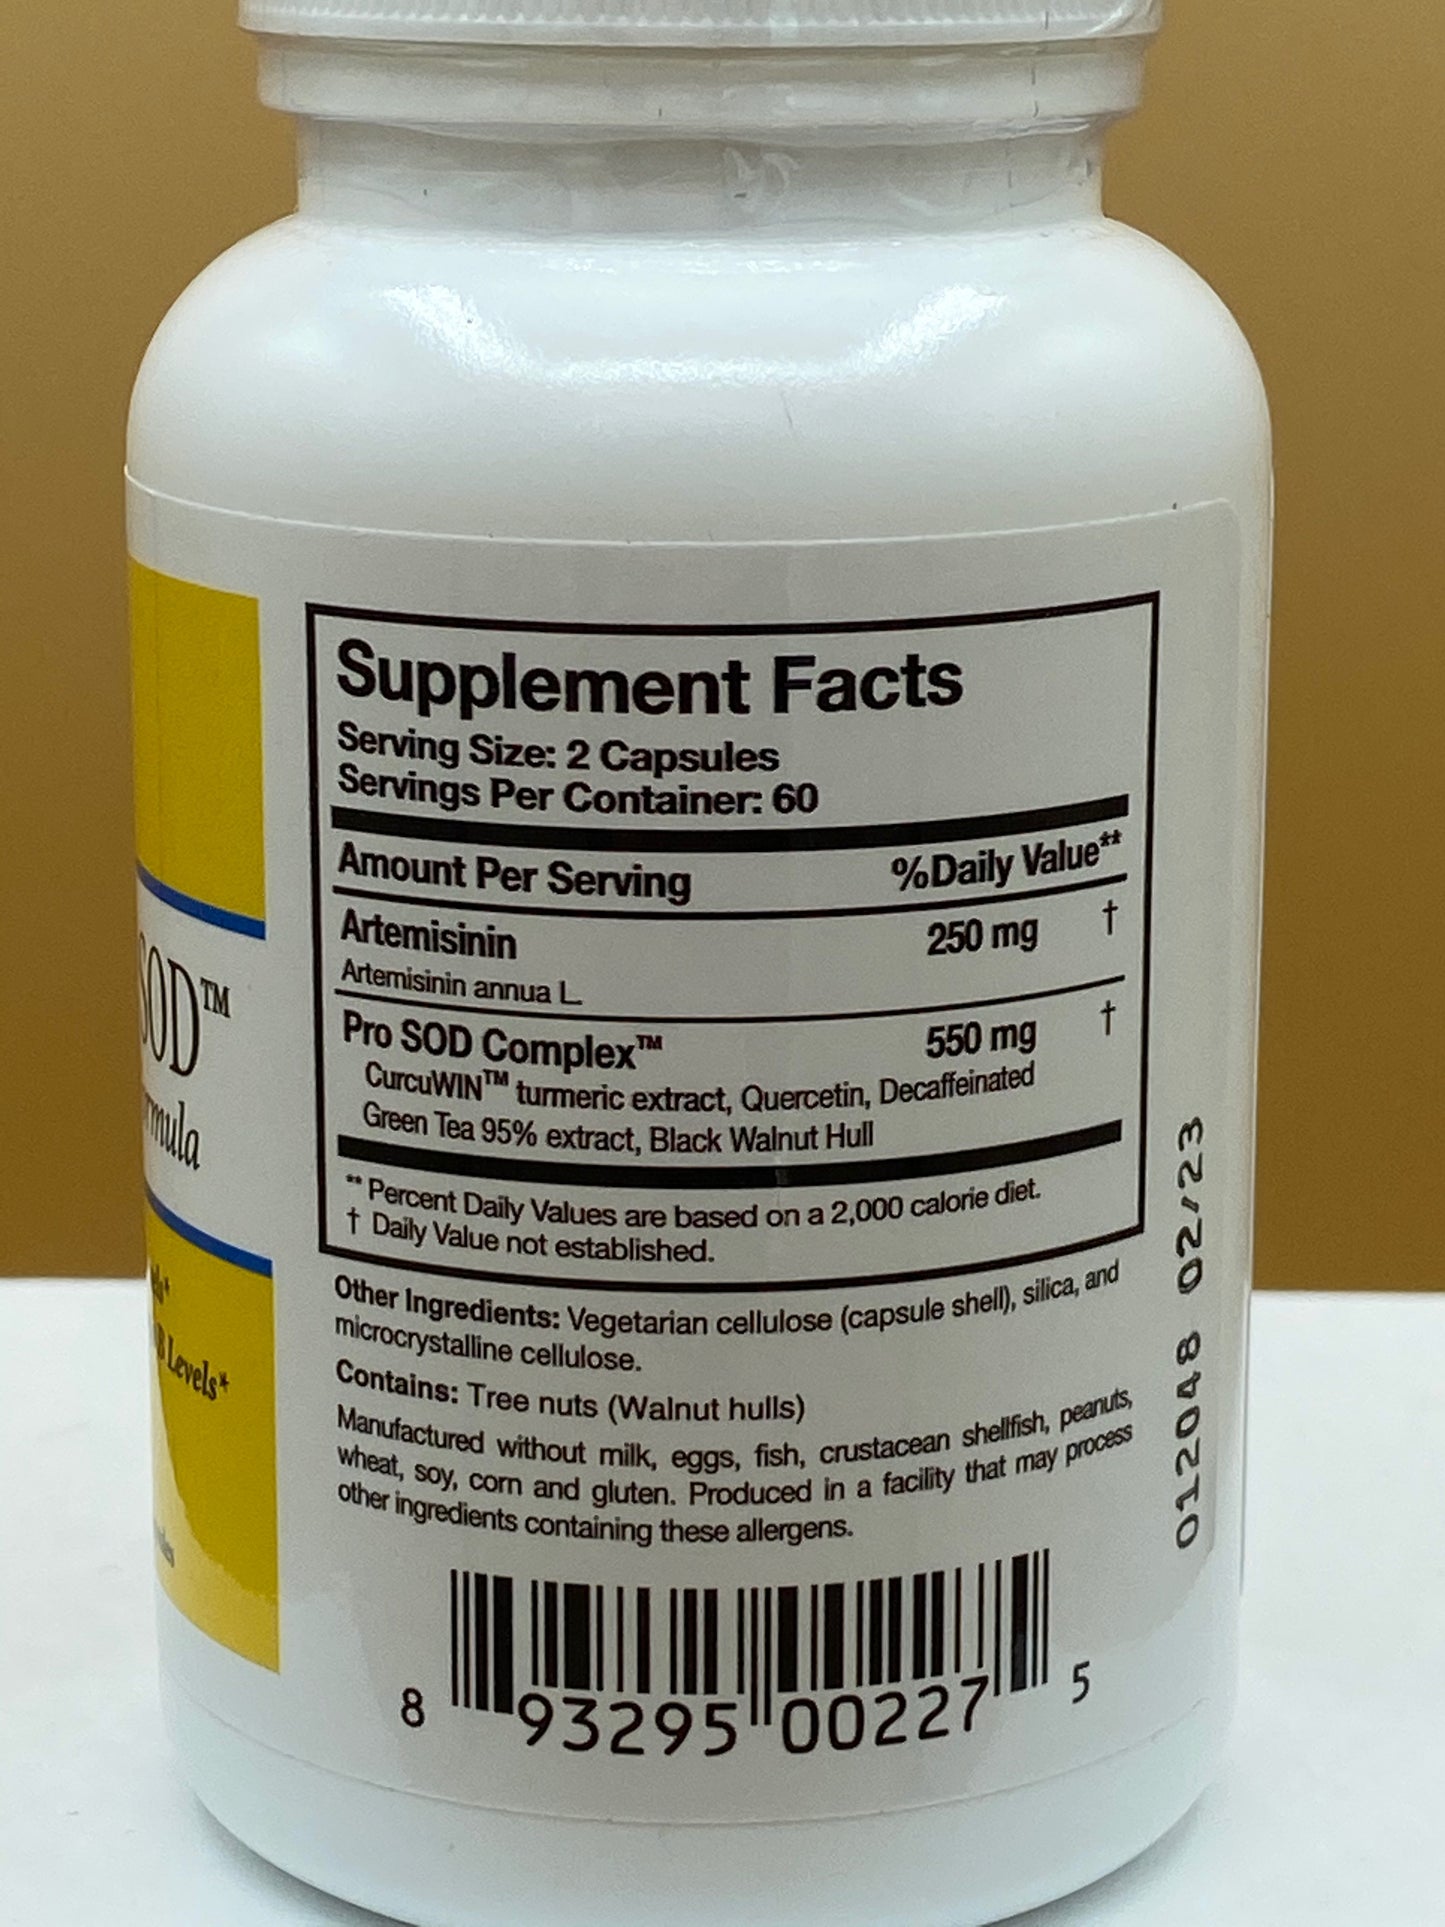 SOD™
Supplement Facts
Serving Size: 2 Capsules
Servings Per Container: 60
Amount Per Serving %Daily Value**
Artemisinin 250 mg †
Artemisinin annua L
Pro SOD Complex™ 550 mg †
CurcuWIN™ turmeric extract, Quercetin, Decaffeinated
Green Tea 95% extract, Black Walnut Hull
** Percent Daily Values are based on a 2,000 calorie diet.
† Daily Value not established.
Other Ingredients: Vegetarian cellulose (capsule shell), silica, and
microcrystalline cellulose.
Contains: Tree nuts (Walnut hulls)
Manufactured without milk, eggs, fish, crustacean shellfish, peanuts,
wheat, soy, corn and gluten. Produced in a facility that may process
other ingredients containing these allergens.
8 93295 00227 5
012048 02/23
Levels*